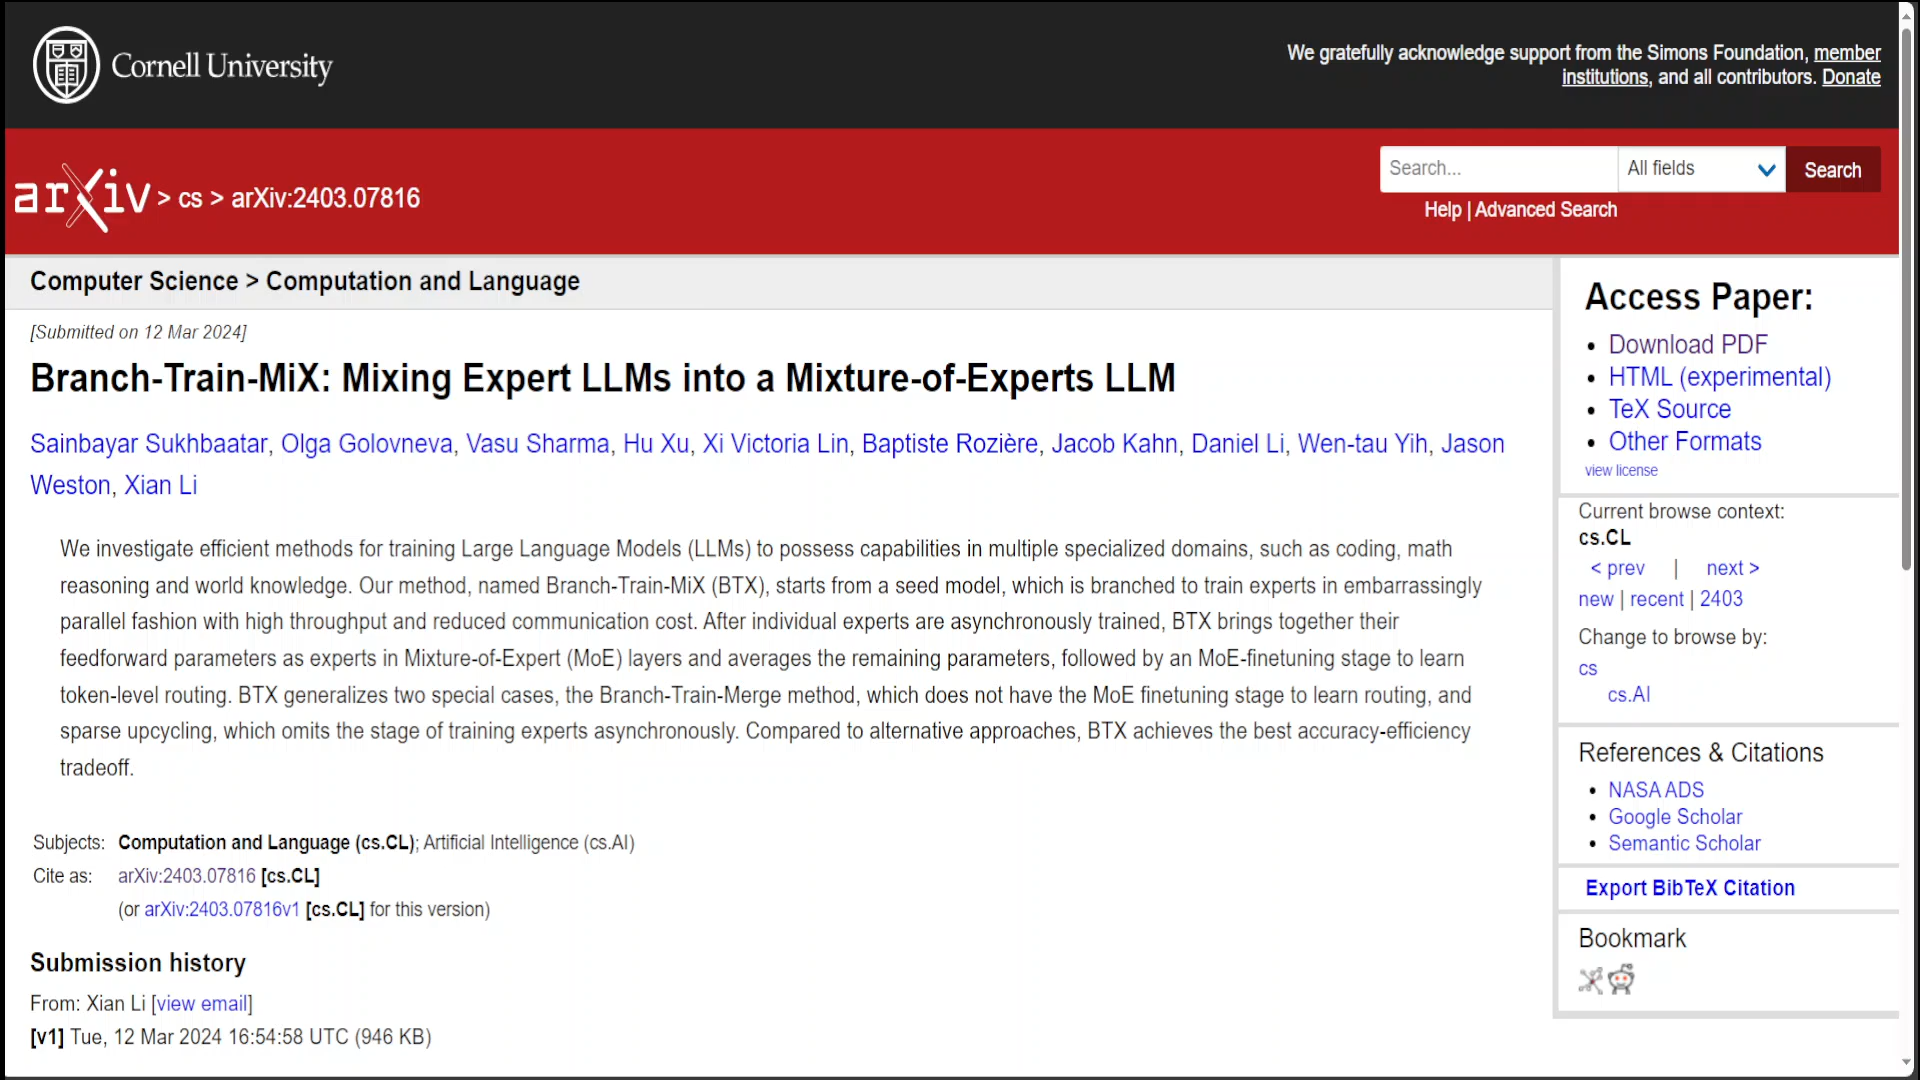 Cornell University
We gratefully acknowledge support from the Simons Foundation, member
institutions, and all contributors. Donate
arXiv > cs > arXiv:2403.07816
Search...
All fields
Search
Help | Advanced Search
Computer Science > Computation and Language
[Submitted on 12 Mar 2024]
Branch-Train-MiX: Mixing Expert LLMs into a Mixture-of-Experts LLM
Sainbayar Sukhbaatar, Olga Golovneva, Vasu Sharma, Hu Xu, Xi Victoria Lin, Baptiste Rozière, Jacob Kahn, Daniel Li, Wen-tau Yih, Jason
Weston, Xian Li
We investigate efficient methods for training Large Language Models (LLMs) to possess capabilities in multiple specialized domains, such as coding, math
reasoning and world knowledge. Our method, named Branch-Train-MiX (BTX), starts from a seed model, which is branched to train experts in embarrassingly
parallel fashion with high throughput and reduced communication cost. After individual experts are asynchronously trained, BTX brings together their
feedforward parameters as experts in Mixture-of-Expert (MoE) layers and averages the remaining parameters, followed by an MoE-finetuning stage to learn
token-level routing. BTX generalizes two special cases, the Branch-Train-Merge method, which does not have the MoE finetuning stage to learn routing, and
sparse upcycling, which omits the stage of training experts asynchronously. Compared to alternative approaches, BTX achieves the best accuracy-efficiency
tradeoff.
Subjects: Computation and Language (cs.CL); Artificial Intelligence (cs.AI)
Cite as: arXiv:2403.07816 [cs.CL]
(or arXiv:2403.07816v1 [cs.CL] for this version)
Submission history
From: Xian Li [view email]
[v1] Tue, 12 Mar 2024 16:54:58 UTC (946 KB)
Access Paper:
Download PDF
HTML (experimental)
TeX Source
Other Formats
view license
Current browse context:
cs.CL
< prev | next >
new | recent | 2403
Change to browse by:
cs
cs.AI
References & Citations
NASA ADS
Google Scholar
Semantic Scholar
Export BibTeX Citation
Bookmark